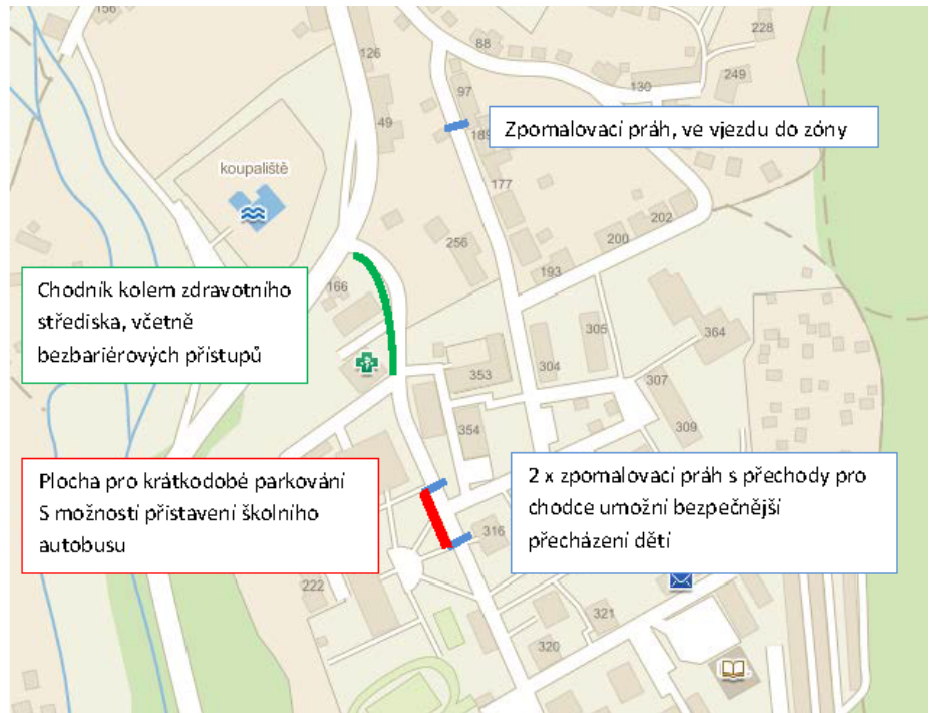 156
88
228
126
97
130
249
49
189
Zpomalovací práh, ve vjezdu do zóny
koupaliště
177
202
200
256
193
Chodník kolem zdravotního
střediska, včetně
bezbariérových přístupů
166
305
364
353
304
307
354
309
Plocha pro krátkodobé parkování
S možností přistavení školního
autobusu
2 x zpomalovací práh s přechody pro
chodce umožní bezpečnější
přecházení dětí
316
222
321
320